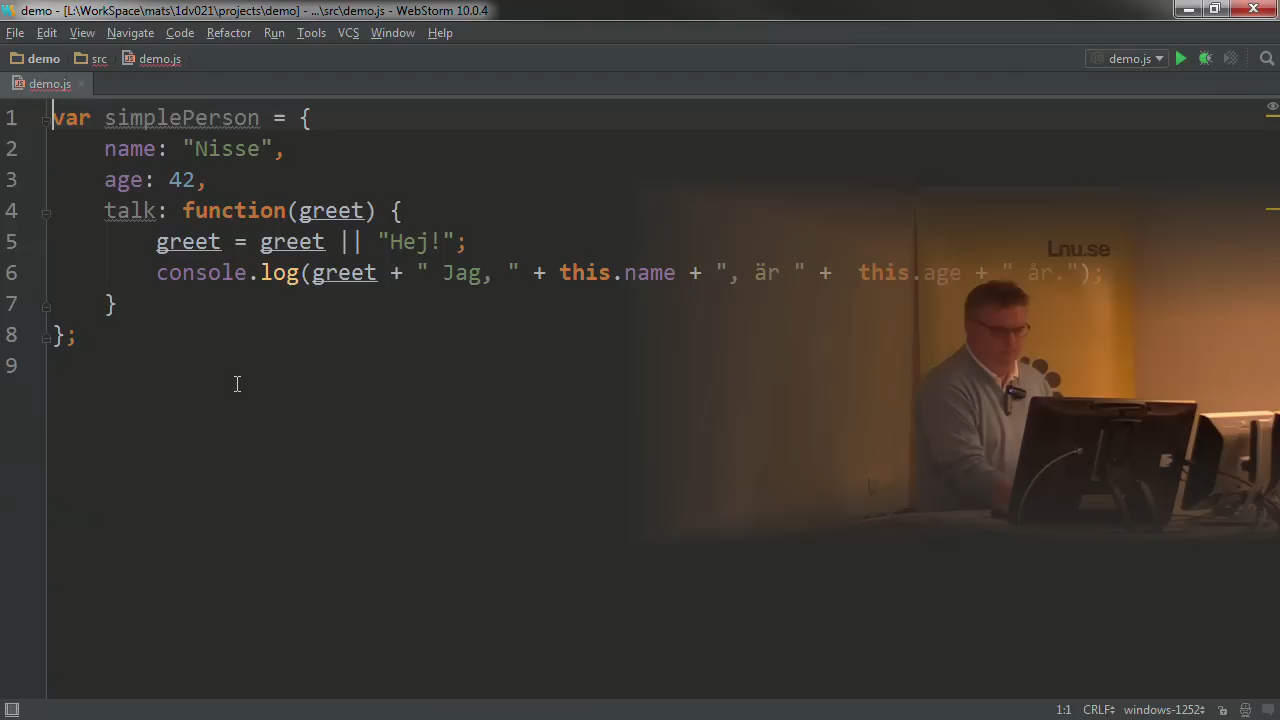 demo - [L:\WorkSpace\mats\1dv021\projects\demo] - ...\src\demo.js - WebStorm 10.0.4
File Edit View Navigate Code Refactor Run Tools VCS Window Help
demo src demo.js demo.js
demo.js
1 var simplePerson = {
2 name: "Nisse",
3 age: 42,
4 talk: function(greet) {
5 greet = greet || "Hej!";
Lnu.se
6 console.log(greet + " Jag, " + this.name + ", är " + this.age + " år.");
7 }
8 };
9
1:1 CRLF windows-1252